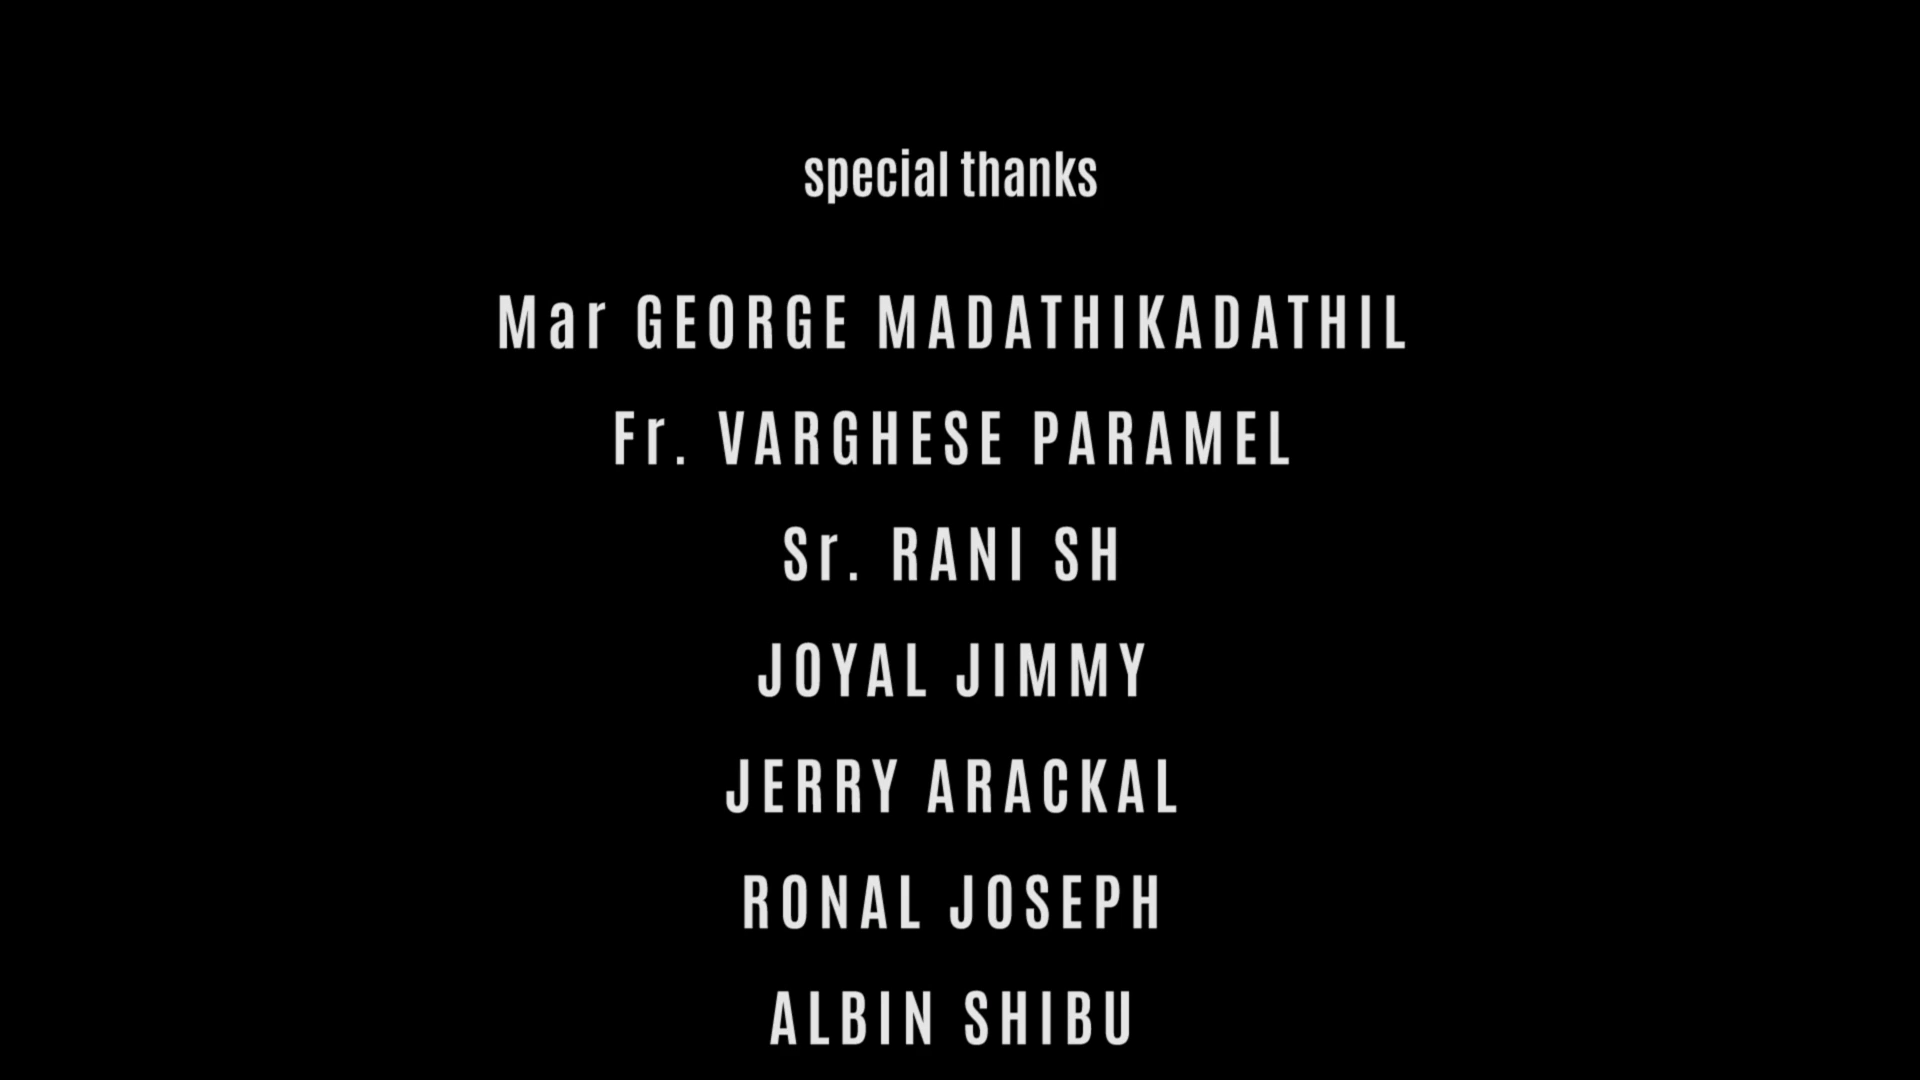 special thanks
Mar GEORGE MADATHIKADATHIL
Fr. VARGHESE PARAMEL
Sr. RANI SH
JOYAL JIMMY
JERRY ARACKAL
RONAL JOSEPH
ALBIN SHIBU